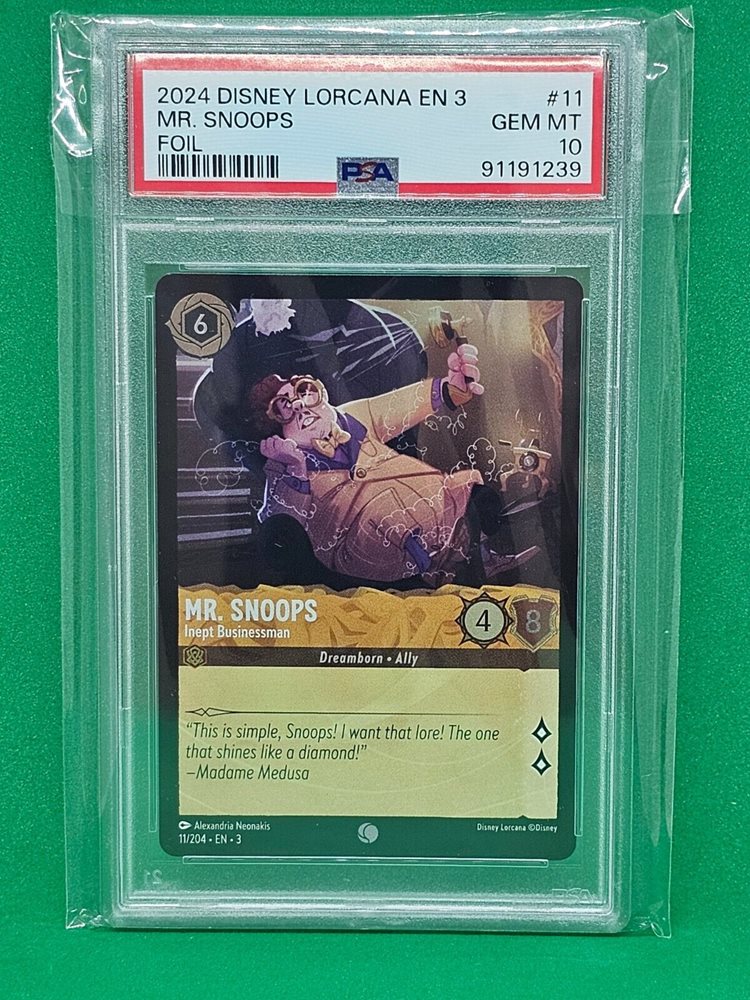 2024 DISNEY LORCANA EN 3 #11
MR. SNOOPS GEM MT
FOIL 10
PSA 91191239
6
MR. SNOOPS
Inept Businessman
4 8
Dreamborn • Ally
“This is simple, Snoops! I want that lore! The one
that shines like a diamond!”
–Madame Medusa
Alexandria Neonakis
11/204 • EN • 3
Disney Lorcana ©Disney
PSA